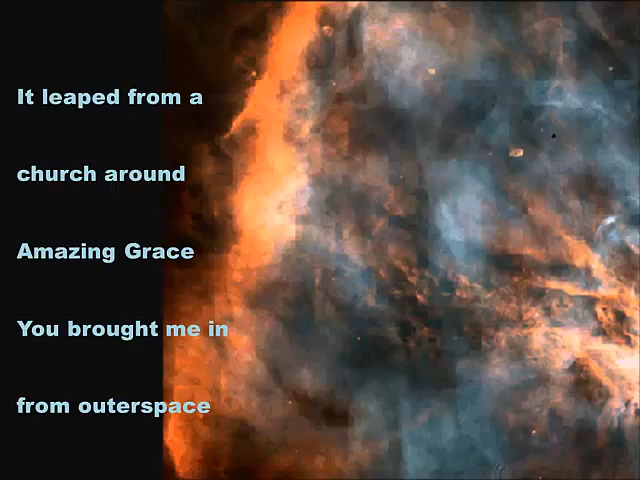 It leaped from a
church around
Amazing Grace
You brought me in
from outerspace